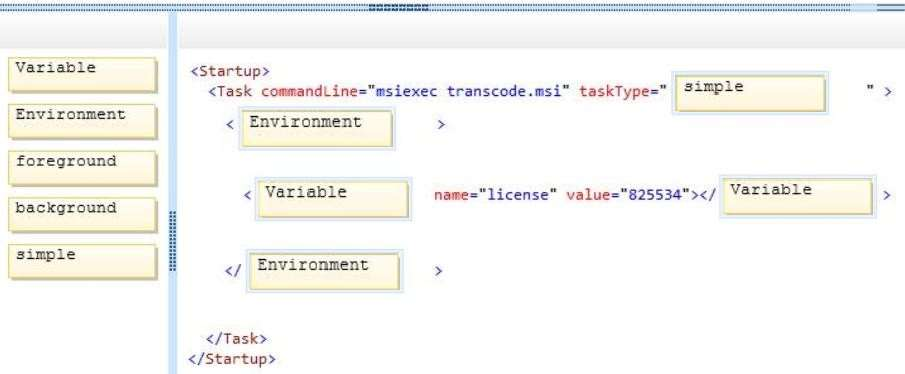 Variable
Environment
foreground
background
simple
<Startup>
<Task commandLine="msiexec transcode.msi" taskType=" simple " >
< Environment >
< Variable name="license" value="825534"></ Variable >
</ Environment >
</Task>
</Startup>